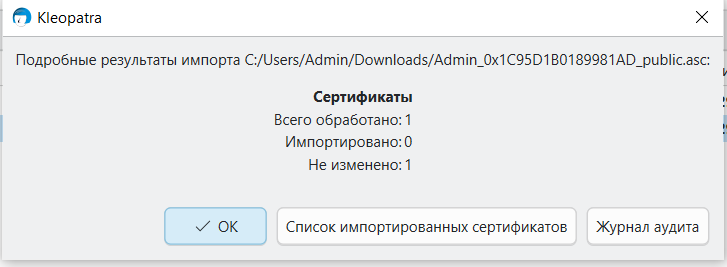 Kleopatra
Подробные результаты импорта C:/Users/Admin/Downloads/Admin_0x1C95D1B0189981AD_public.asc:
Сертификаты
Всего обработано: 1
Импортировано: 0
Не изменено: 1
OK
Список импортированных сертификатов
Журнал аудита